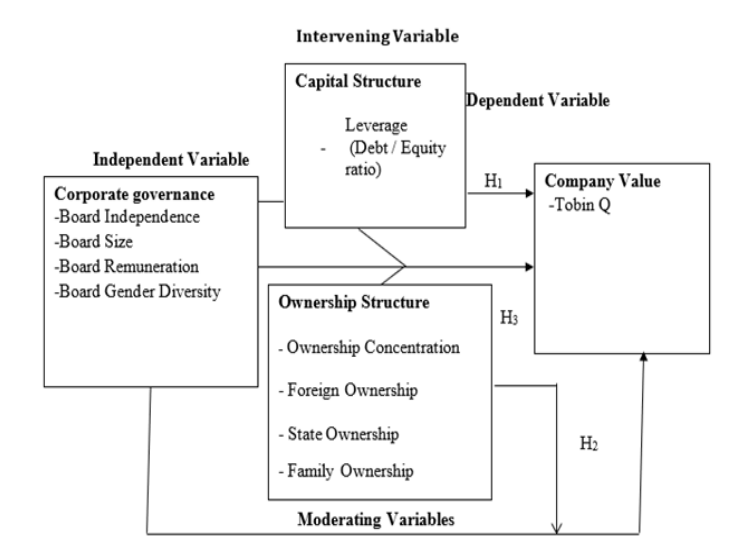 Intervening Variable
Capital Structure
Leverage
- (Debt / Equity
ratio)
Dependent Variable
Independent Variable
Corporate governance
-Board Independence
-Board Size
-Board Remuneration
-Board Gender Diversity
H1
Company Value
-Tobin Q
Ownership Structure
- Ownership Concentration
- Foreign Ownership
- State Ownership
- Family Ownership
H3
H2
Moderating Variables